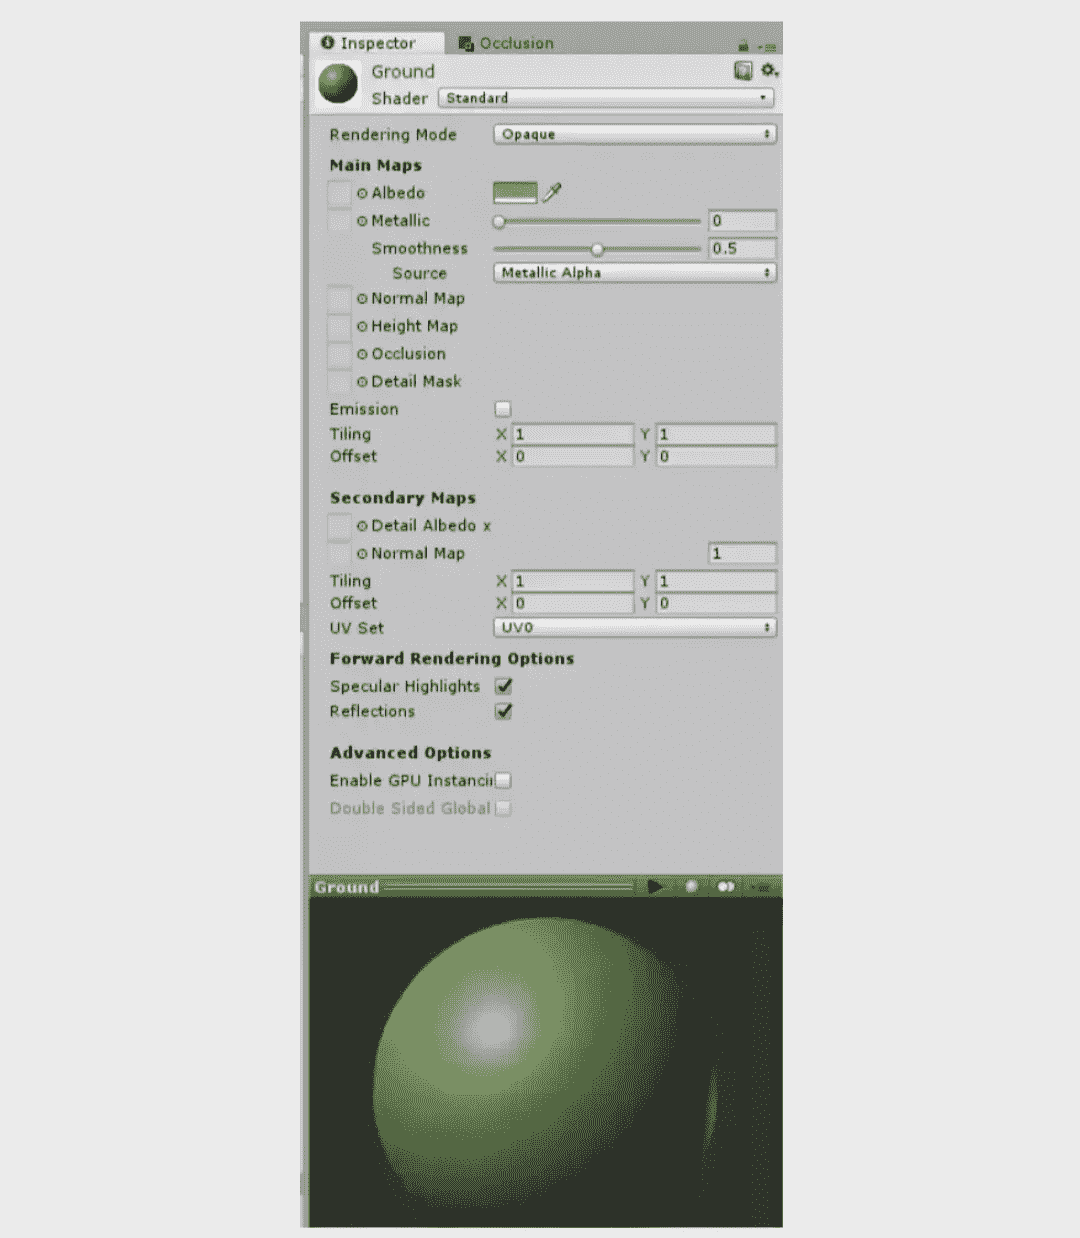 Inspector Occlusion
Ground
Shader Standard
Rendering Mode Opaque
Main Maps
Albedo
Metallic 0
Smoothness 0.5
Source Metallic Alpha
Normal Map
Height Map
Occlusion
Detail Mask
Emission
Tiling X 1 Y 1
Offset X 0 Y 0
Secondary Maps
Detail Albedo x
Normal Map 1
Tiling X 1 Y 1
Offset X 0 Y 0
UV Set UV0
Forward Rendering Options
Specular Highlights
Reflections
Advanced Options
Enable GPU Instancin
Double Sided Global
Ground